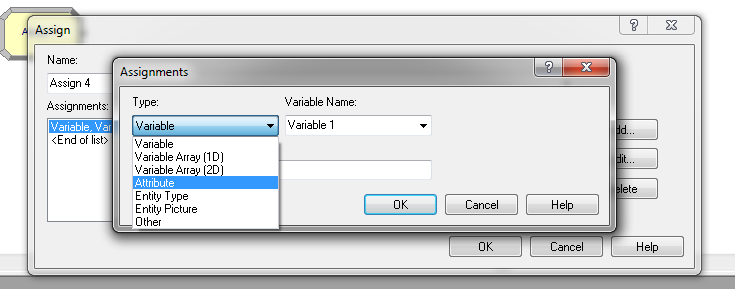 Assign
Name:
Assign 4
Assignments:
Variable, Var
<End of list>
Assignments
Type:
Variable Name:
Variable
Variable 1
Variable
Variable Array (1D)
Variable Array (2D)
Attribute
Entity Type
Entity Picture
Other
OK
Cancel
Help
dd...
dit...
elete
OK
Cancel
Help